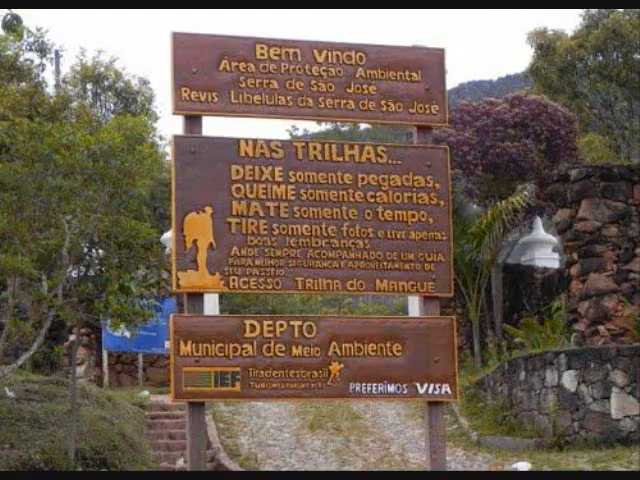 Bem Vindo
Área de Proteção Ambiental
Serra de São José
Revis Libélulas da Serra de São José
NAS TRILHAS...
DEIXE somente pegadas,
QUEIME somente calorias,
MATE somente o tempo,
TIRE somente fotos e LEVE apenas
boas lembranças
ANDE SEMPRE ACOMPANHADO DE UM GUIA
PARA MELHOR SEGURANÇA E APROVEITAMENTO DE
SEU PASSEIO.
ACESSO TRILHA DO MANGUE
DEPTO
Municipal de Meio Ambiente
IEF
Tiradentesbrasil
PREFERIMOS VISA